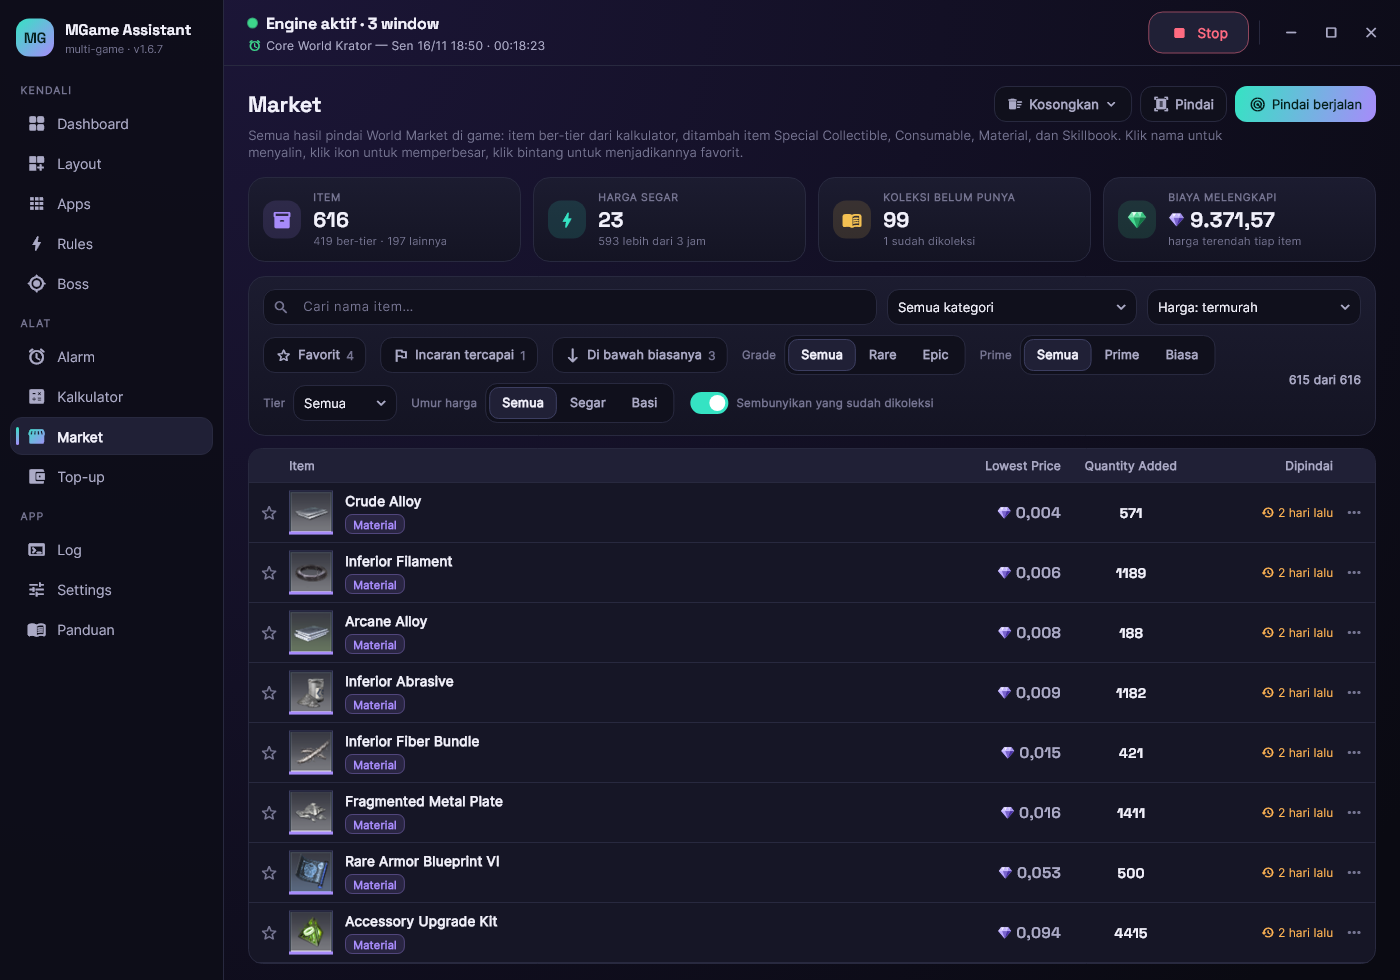 MG
MGame Assistant
multi-game · v1.6.7
KENDALI
Dashboard
Layout
Apps
Rules
Boss
ALAT
Alarm
Kalkulator
Market
Top-up
APP
Log
Settings
Panduan
Engine aktif · 3 window
Core World Krator — Sen 16/11 18:50 · 00:18:23
Stop
Market
Kosongkan
Pindai
Pindai berjalan
Semua hasil pindai World Market di game: item ber-tier dari kalkulator, ditambah item Special Collectible, Consumable, Material, dan Skillbook. Klik nama untuk
menyalin, klik ikon untuk memperbesar, klik bintang untuk menjadikannya favorit.
ITEM
616
419 ber-tier · 197 lainnya
HARGA SEGAR
23
593 lebih dari 3 jam
KOLEKSI BELUM PUNYA
99
1 sudah dikoleksi
BIAYA MELENGKAPI
9.371,57
harga terendah tiap item
Cari nama item...
Semua kategori
Harga: termurah
Favorit 4
Incaran tercapai 1
Di bawah biasanya 3
Grade
Semua
Rare
Epic
Prime
Semua
Prime
Biasa
615 dari 616
Tier
Semua
Umur harga
Semua
Segar
Basi
Sembunyikan yang sudah dikoleksi
Item
Lowest Price
Quantity Added
Dipindai
Crude Alloy
Material
0,004
571
2 hari lalu
Inferior Filament
Material
0,006
1189
2 hari lalu
Arcane Alloy
Material
0,008
188
2 hari lalu
Inferior Abrasive
Material
0,009
1182
2 hari lalu
Inferior Fiber Bundle
Material
0,015
421
2 hari lalu
Fragmented Metal Plate
Material
0,016
1411
2 hari lalu
Rare Armor Blueprint VI
Material
0,053
500
2 hari lalu
Accessory Upgrade Kit
Material
0,094
4415
2 hari lalu